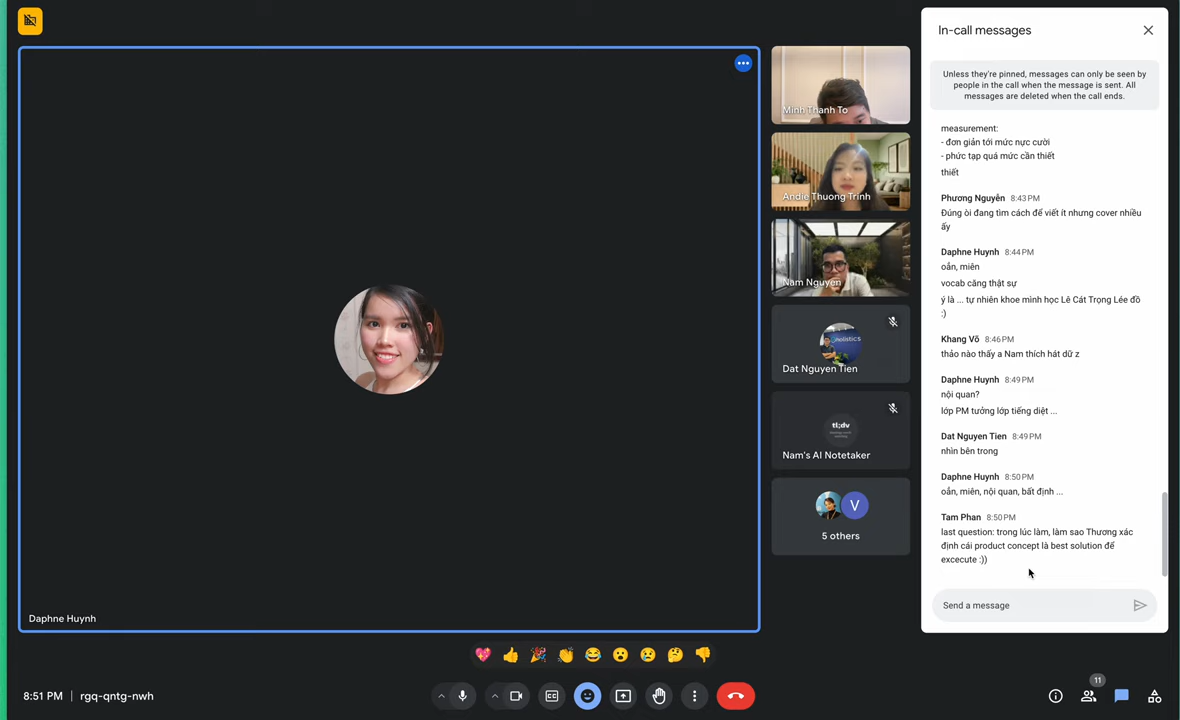 In-call messages
Unless they're pinned, messages can only be seen by
people in the call when the message is sent. All
messages are deleted when the call ends.
measurement:
- đơn giản tới mức nực cười
- phức tạp quá mức cần thiết
thiết
Phương Nguyễn 8:43 PM
Đúng òi đang tìm cách để viết ít nhưng cover nhiều
ấy
Daphne Huynh 8:44 PM
oẳn, miên
vocab căng thật sự
ý là ... tự nhiên khoe mình học Lê Cát Trọng Lée đồ
:)
Khang Võ 8:46 PM
thảo nào thấy a Nam thích hát dữ z
Daphne Huynh 8:49 PM
nội quan?
lớp PM tưởng lớp tiếng diệt ...
Dat Nguyen Tien 8:49 PM
nhìn bên trong
Daphne Huynh 8:50 PM
oẳn, miên, nội quan, bất định ...
Tam Phan 8:50 PM
last question: trong lúc làm, làm sao Thương xác
định cái product concept là best solution để
excecute :))
Send a message
Minh Thanh To
Andie Thuong Trinh
Nam Nguyen
holistics
Dat Nguyen Tien
tl;dv
Nam's AI Notetaker
V
5 others
Daphne Huynh
8:51 PM | rgq-qntg-nwh
CC
11